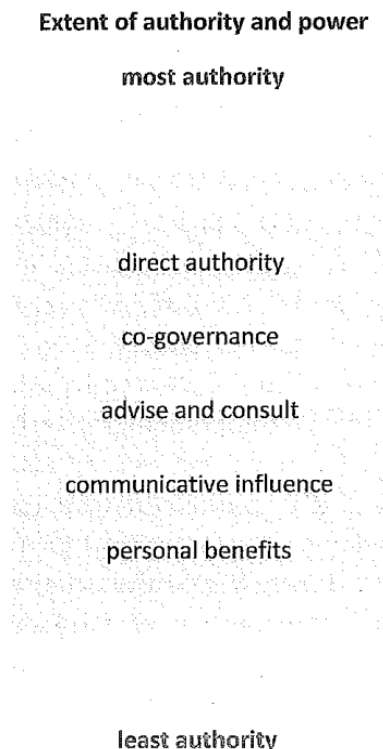 Extent of authority and power
most authority
direct authority
co-governance
advise and consult
communicative influence
personal benefits
least authority